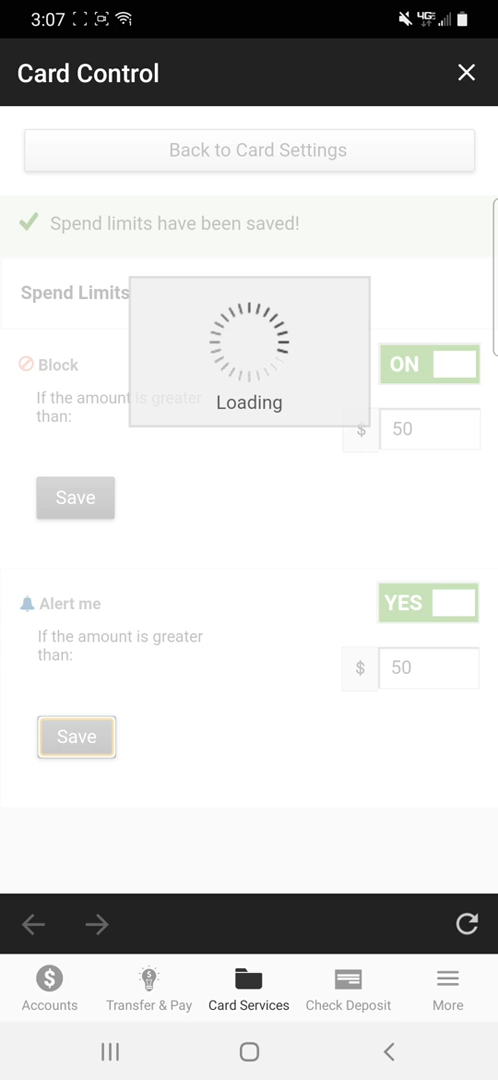 3:07
4GE
Card Control
Back to Card Settings
Spend limits have been saved!
Spend Limits
Loading
Block
ON
If the amount is greater
than:
$ 50
Save
Alert me
YES
If the amount is greater
than:
$ 50
Save
Accounts
Transfer & Pay
Card Services
Check Deposit
More